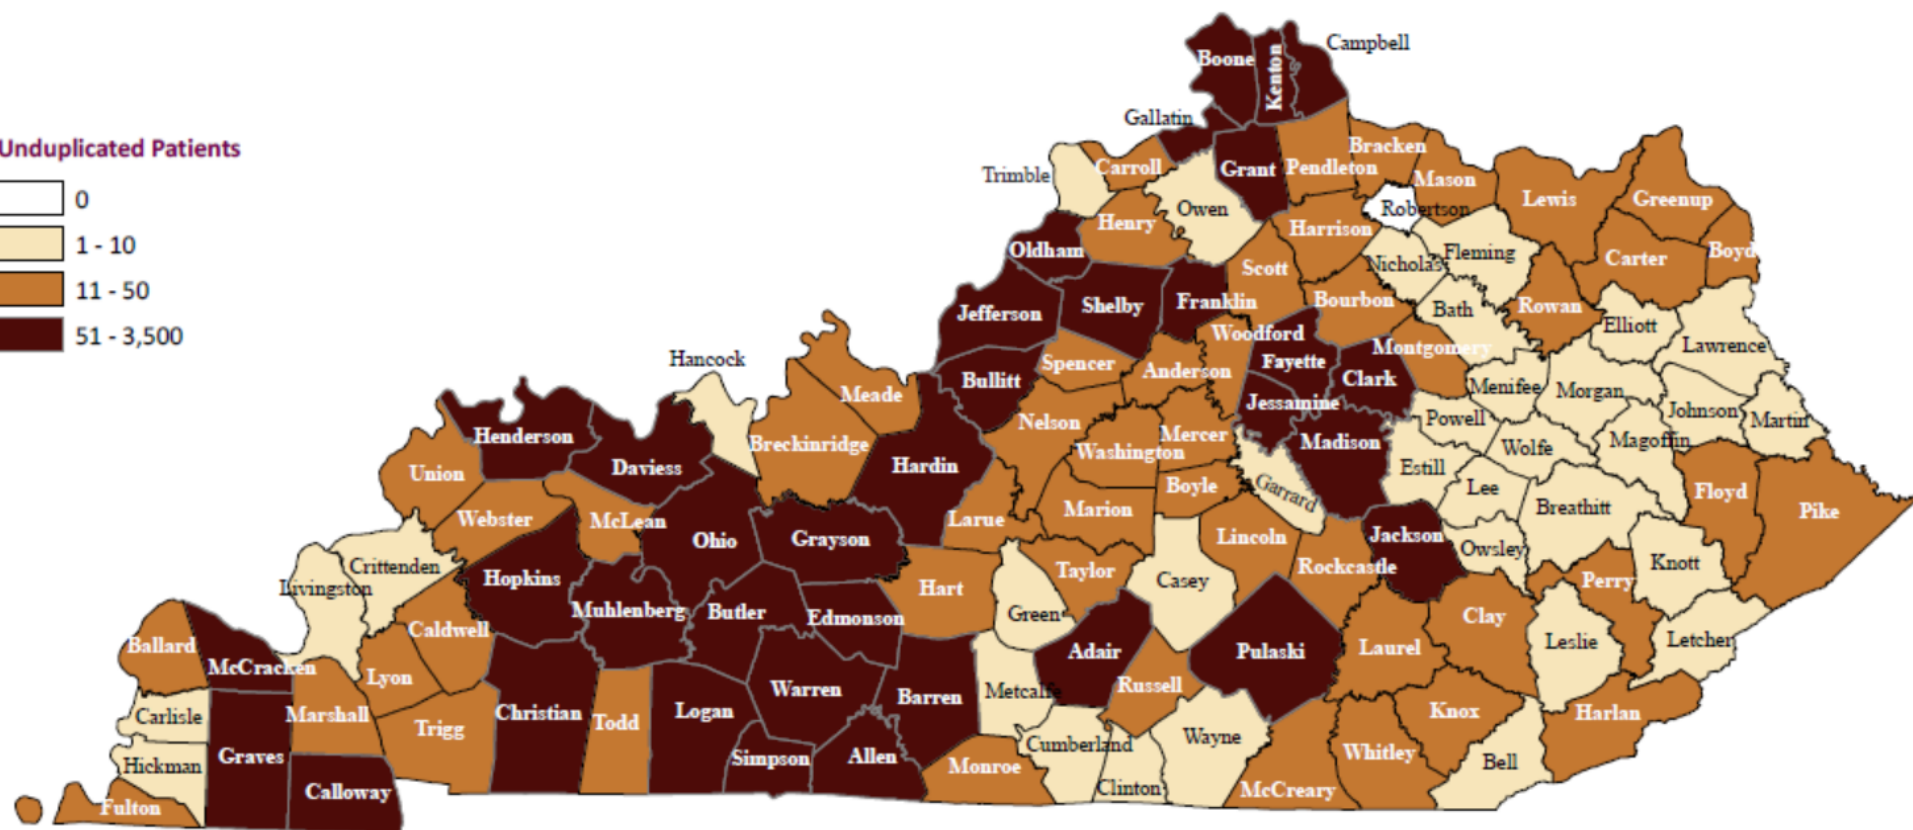 Unduplicated Patients
0
1 - 10
11 - 50
51 - 3,500
Boone
Kenton
Campbell
Gallatin
Trimble
Carroll
Grant
Pendleton
Bracken
Mason
Lewis
Greenup
Owen
Robertson
Henry
Harrison
Oldham
Scott
Nicholas
Fleming
Carter
Boyd
Jefferson
Shelby
Franklin
Bourbon
Bath
Rowan
Elliott
Woodford
Lawrence
Montgomery
Hancock
Spencer
Anderson
Fayette
Clark
Bullitt
Meade
Menifee
Morgan
Johnson
Martin
Jessamine
Powell
Nelson
Henderson
Breckinridge
Mercer
Washington
Madison
Wolfe
Magoffin
Union
Daviess
Hardin
Estill
Boyle
Garrard
Lee
Floyd
Pike
Webster
McLean
Larue
Marion
Breathitt
Ohio
Grayson
Lincoln
Jackson
Owsley
Crittenden
Livingston
Hopkins
Hart
Taylor
Casey
Rockcastle
Perry
Knott
Muhlenberg
Butler
Edmonson
Green
Clay
Ballard
Caldwell
McCracken
Adair
Pulaski
Laurel
Leslie
Letcher
Lyon
Warren
Barren
Metcalfe
Russell
Carlisle
Marshall
Trigg
Christian
Todd
Logan
Knox
Harlan
Graves
Hickman
Simpson
Allen
Monroe
Cumberland
Wayne
Whitley
Bell
Fulton
Calloway
Clinton
McCreary